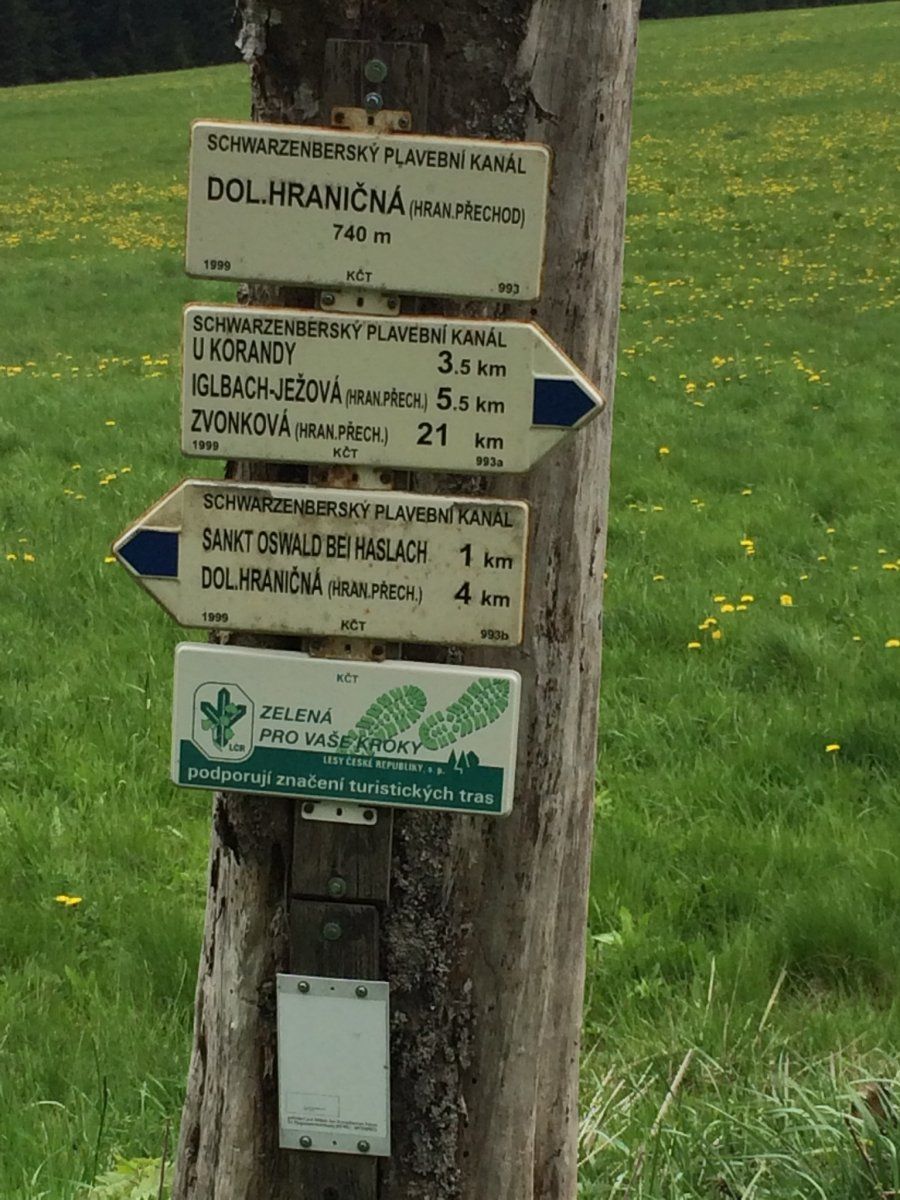 SCHWARZENBERSKÝ PLAVEBNÍ KANÁL
DOL.HRANIČNÁ (HRAN.PŘECHOD)
740 m
1999 KČT 993
SCHWARZENBERSKÝ PLAVEBNÍ KANÁL
U KORANDY 3.5 km
IGLBACH-JEŽOVÁ (HRAN.PŘECH.) 5.5 km
ZVONKOVÁ (HRAN.PŘECH.) 21 km
1999 KČT 993a
SCHWARZENBERSKÝ PLAVEBNÍ KANÁL
SANKT OSWALD BEI HASLACH 1 km
DOL.HRANIČNÁ (HRAN.PŘECH.) 4 km
1999 KČT 993b
KČT
LČR
ZELENÁ
PRO VAŠE KROKY
LESY ČESKÉ REPUBLIKY, s. p.
podporují značení turistických tras